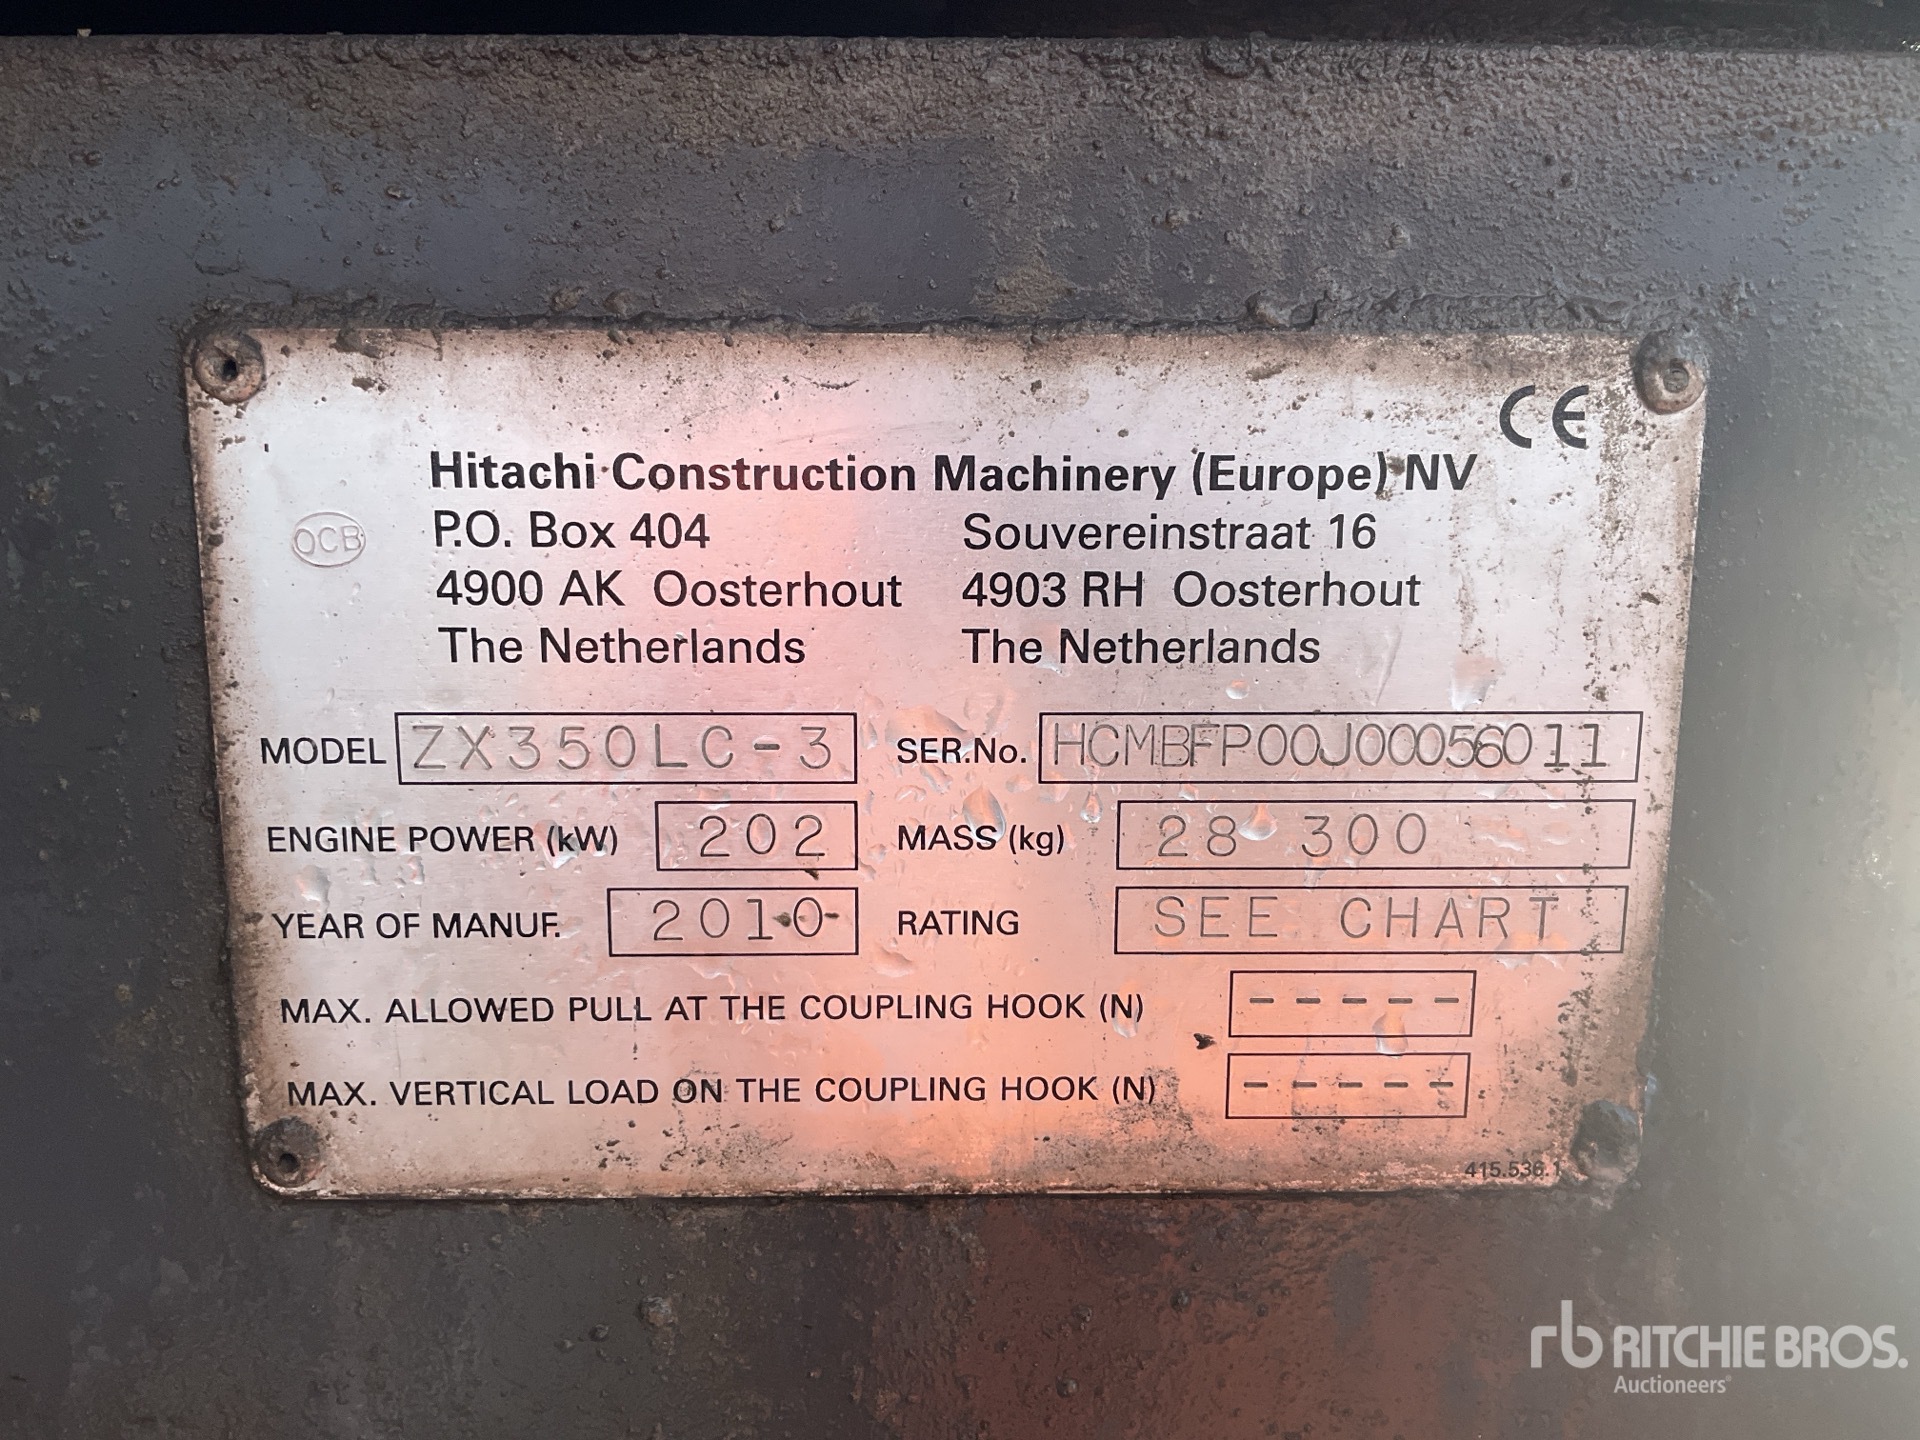 CE
Hitachi Construction Machinery (Europe) NV
OCB
P.O. Box 404 Souvereinstraat 16
4900 AK Oosterhout 4903 RH Oosterhout
The Netherlands The Netherlands
MODEL ZX350LC-3 SER.No. HCMBFP00J00056011
ENGINE POWER (kW) 202 MASS (kg) 28 300
YEAR OF MANUF. 2010 RATING SEE CHART
MAX. ALLOWED PULL AT THE COUPLING HOOK (N) -----
MAX. VERTICAL LOAD ON THE COUPLING HOOK (N) -----
415.536.1
rb RITCHIE BROS.
Auctioneers